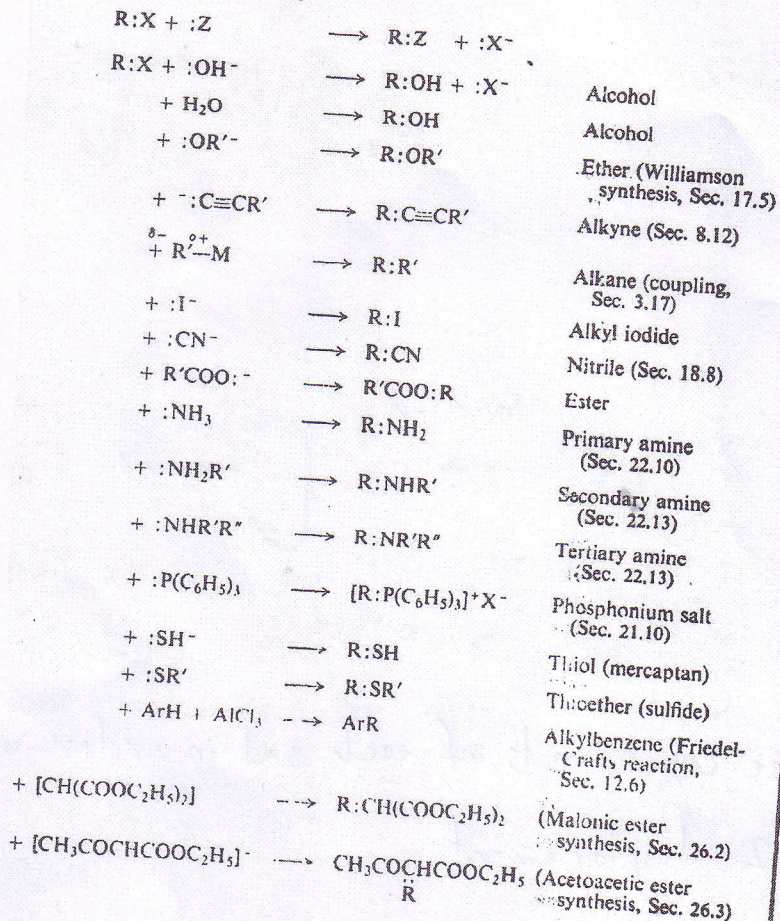 R:X + :Z ⟶ R:Z + :X⁻
R:X + :OH⁻ ⟶ R:OH + :X⁻ Alcohol
+ H₂O ⟶ R:OH Alcohol
+ :OR′⁻ ⟶ R:OR′ Ether (Williamson
synthesis, Sec. 17.5)
+ ⁻:C≡CR′ ⟶ R:C≡CR′ Alkyne (Sec. 8.12)
δ− δ+
+ R′—M ⟶ R:R′ Alkane (coupling,
Sec. 3.17)
+ :I⁻ ⟶ R:I Alkyl iodide
+ :CN⁻ ⟶ R:CN Nitrile (Sec. 18.8)
+ R′COO:⁻ ⟶ R′COO:R Ester
+ :NH₃ ⟶ R:NH₂ Primary amine
(Sec. 22.10)
+ :NH₂R′ ⟶ R:NHR′ Secondary amine
(Sec. 22.13)
+ :NHR′R″ ⟶ R:NR′R″ Tertiary amine
(Sec. 22.13)
+ :P(C₆H₅)₃ ⟶ [R:P(C₆H₅)₃]⁺X⁻ Phosphonium salt
(Sec. 21.10)
+ :SH⁻ ⟶ R:SH Thiol (mercaptan)
+ :SR′ ⟶ R:SR′ Thioether (sulfide)
+ ArH + AlCl₃ ⟶ ArR Alkylbenzene (Friedel-
Crafts reaction,
Sec. 12.6)
+ [CH(COOC₂H₅)₂] ⟶ R:CH(COOC₂H₅)₂ (Malonic ester
synthesis, Sec. 26.2)
+ [CH₃COCHCOOC₂H₅]⁻ ⟶ CH₃COCHCOOC₂H₅ (Acetoacetic ester
R̈ synthesis, Sec. 26.3)